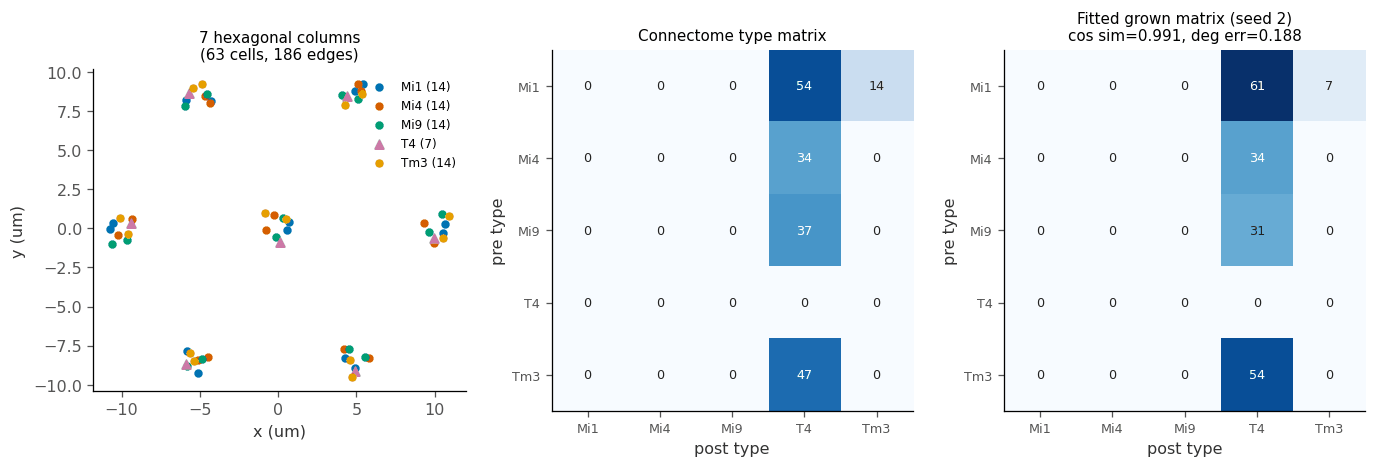 7 hexagonal columns
(63 cells, 186 edges)
10.0
7.5
5.0
2.5
0.0
−2.5
−5.0
−7.5
−10.0
y (um)
−10
−5
0
5
10
x (um)
Mi1 (14)
Mi4 (14)
Mi9 (14)
T4 (7)
Tm3 (14)
Connectome type matrix
pre type
Mi1 0 0 0 54 14
Mi4 0 0 0 34 0
Mi9 0 0 0 37 0
T4 0 0 0 0 0
Tm3 0 0 0 47 0
Mi1 Mi4 Mi9 T4 Tm3
post type
Fitted grown matrix (seed 2)
cos sim=0.991, deg err=0.188
pre type
Mi1 0 0 0 61 7
Mi4 0 0 0 34 0
Mi9 0 0 0 31 0
T4 0 0 0 0 0
Tm3 0 0 0 54 0
Mi1 Mi4 Mi9 T4 Tm3
post type